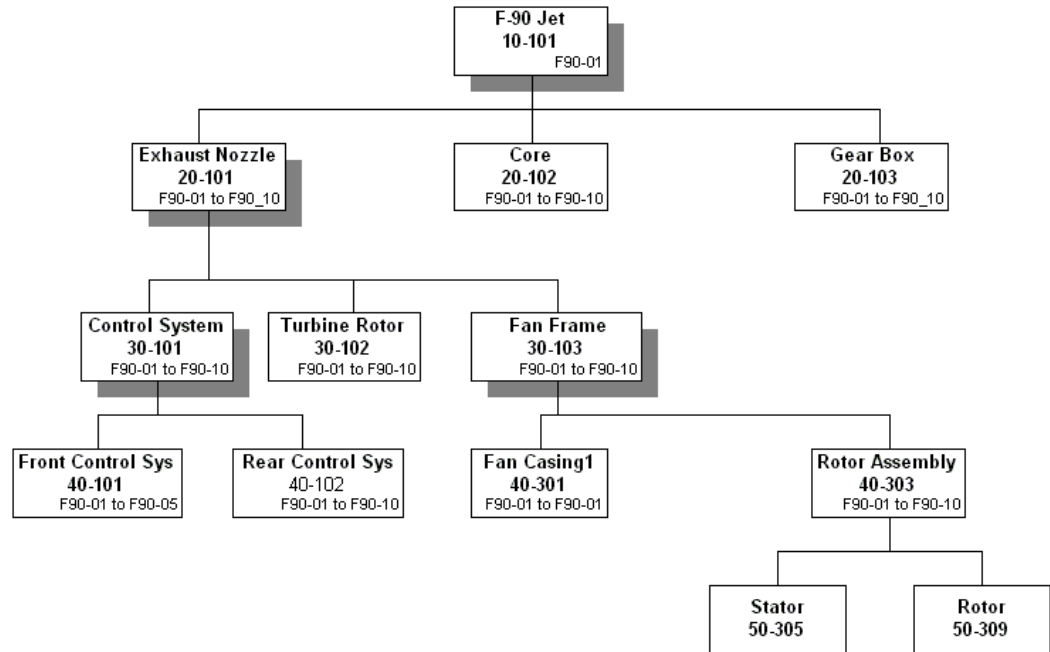 F-90 Jet
10-101
F90-01
Exhaust Nozzle
20-101
F90-01 to F90_10
Core
20-102
F90-01 to F90-10
Gear Box
20-103
F90-01 to F90_10
Control System
30-101
F90-01 to F90-10
Turbine Rotor
30-102
F90-01 to F90-10
Fan Frame
30-103
F90-01 to F90-10
Front Control Sys
40-101
F90-01 to F90-05
Rear Control Sys
40-102
F90-01 to F90-10
Fan Casing1
40-301
F90-01 to F90-01
Rotor Assembly
40-303
F90-01 to F90-10
Stator
50-305
Rotor
50-309